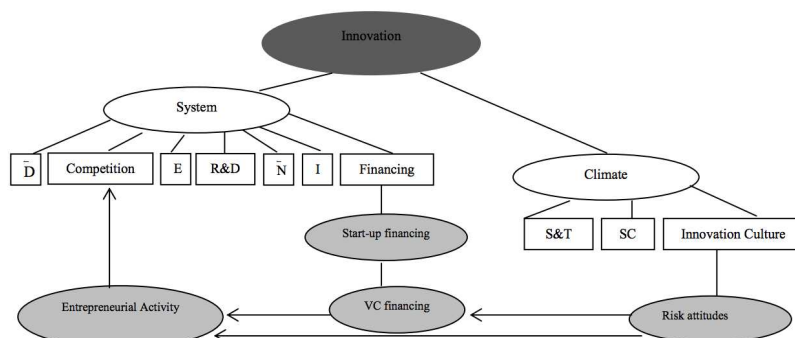 Innovation
System
D̄
Competition
E
R&D
N̄
I
Financing
Climate
S&T
SC
Innovation Culture
Start-up financing
Entrepreneurial Activity
VC financing
Risk attitudes